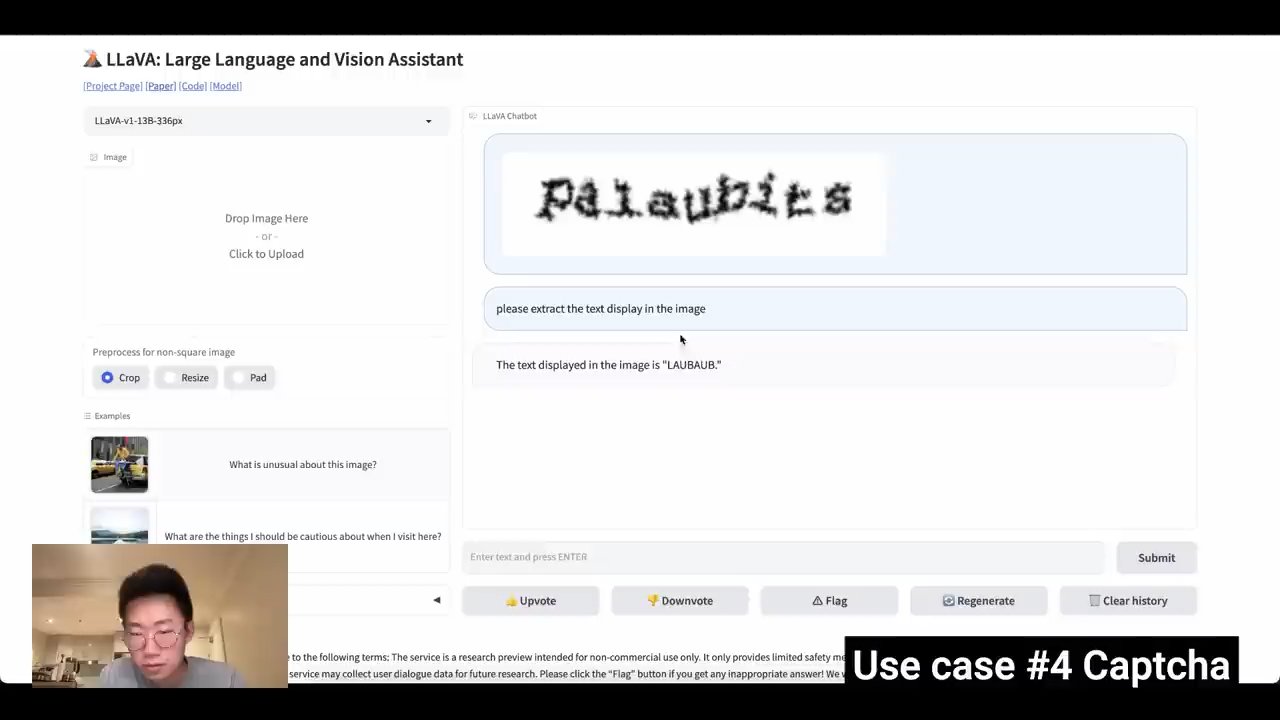 🌋 LLaVA: Large Language and Vision Assistant
[Project Page] [Paper] [Code] [Model]
LLaVA-v1-13B-336px
Image
Drop Image Here
- or -
Click to Upload
Preprocess for non-square image
Crop
Resize
Pad
Examples
What is unusual about this image?
What are the things I should be cautious about when I visit here?
LLaVA Chatbot
palaubits
please extract the text display in the image
The text displayed in the image is "LAUBAUB."
Enter text and press ENTER
Submit
👍 Upvote
👎 Downvote
⚠ Flag
🔄 Regenerate
🗑 Clear history
e to the following terms: The service is a research preview intended for non-commercial use only. It only provides limited safety me
service may collect user dialogue data for future research. Please click the "Flag" button if you get any inappropriate answer! We
Use case #4 Captcha